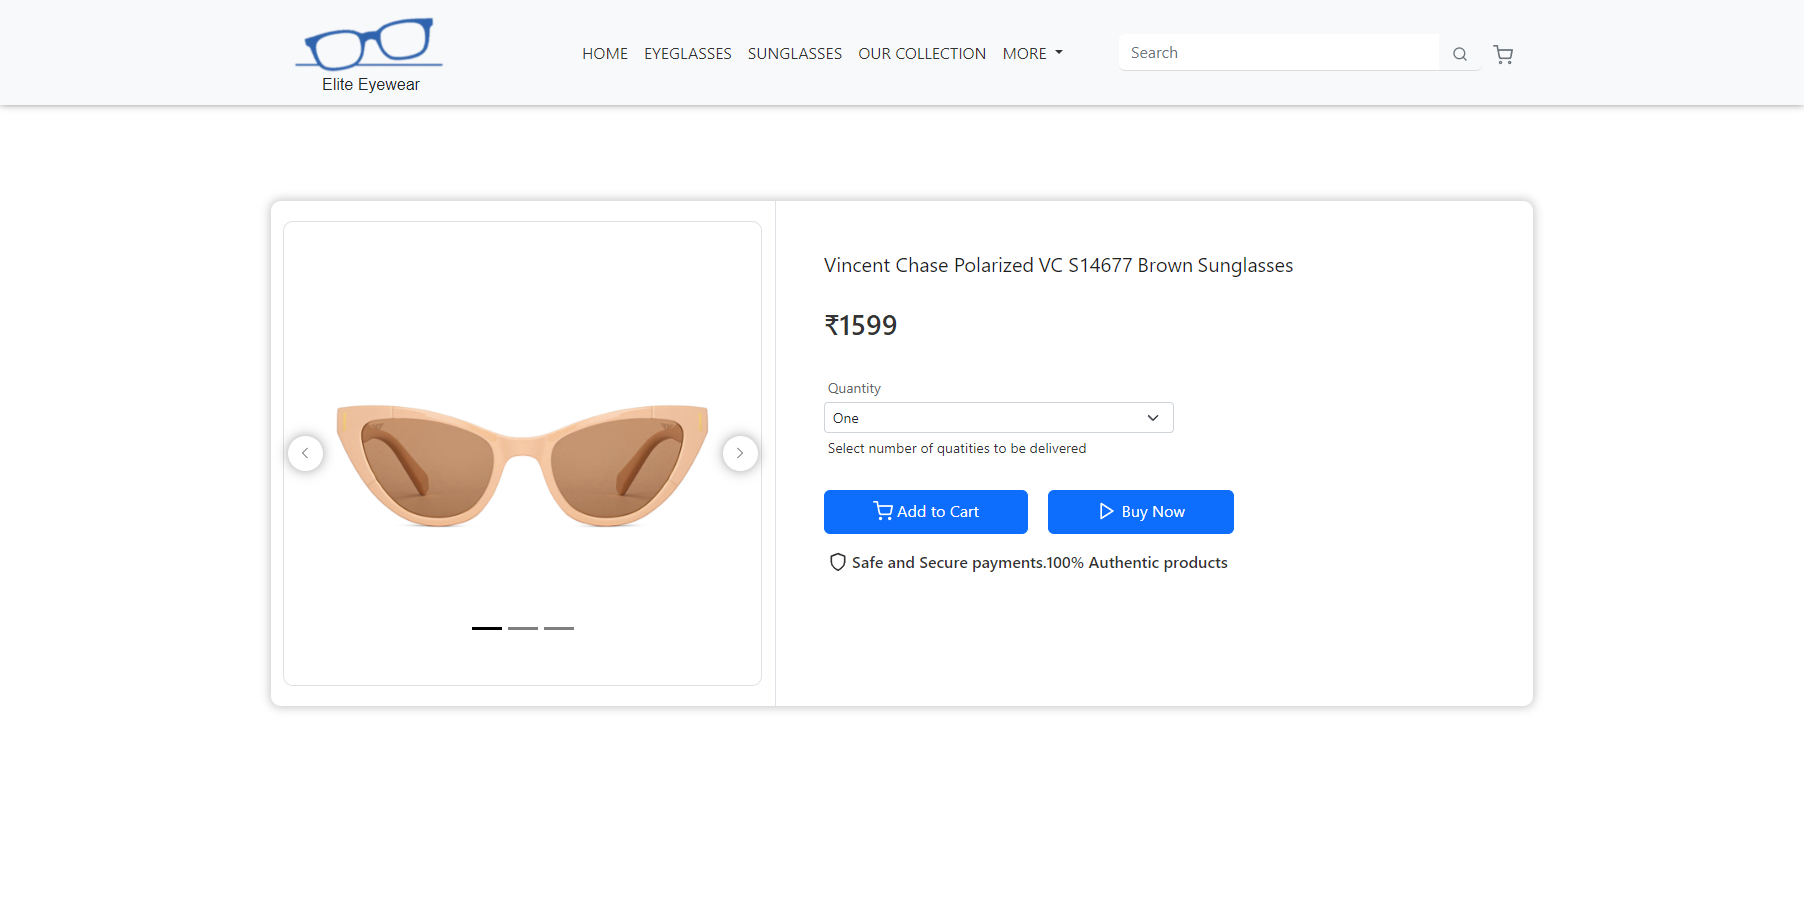 Elite Eyewear
HOME EYEGLASSES SUNGLASSES OUR COLLECTION MORE
Search
Vincent Chase Polarized VC S14677 Brown Sunglasses
₹1599
Quantity
One
Select number of quatities to be delivered
Add to Cart
Buy Now
Safe and Secure payments.100% Authentic products